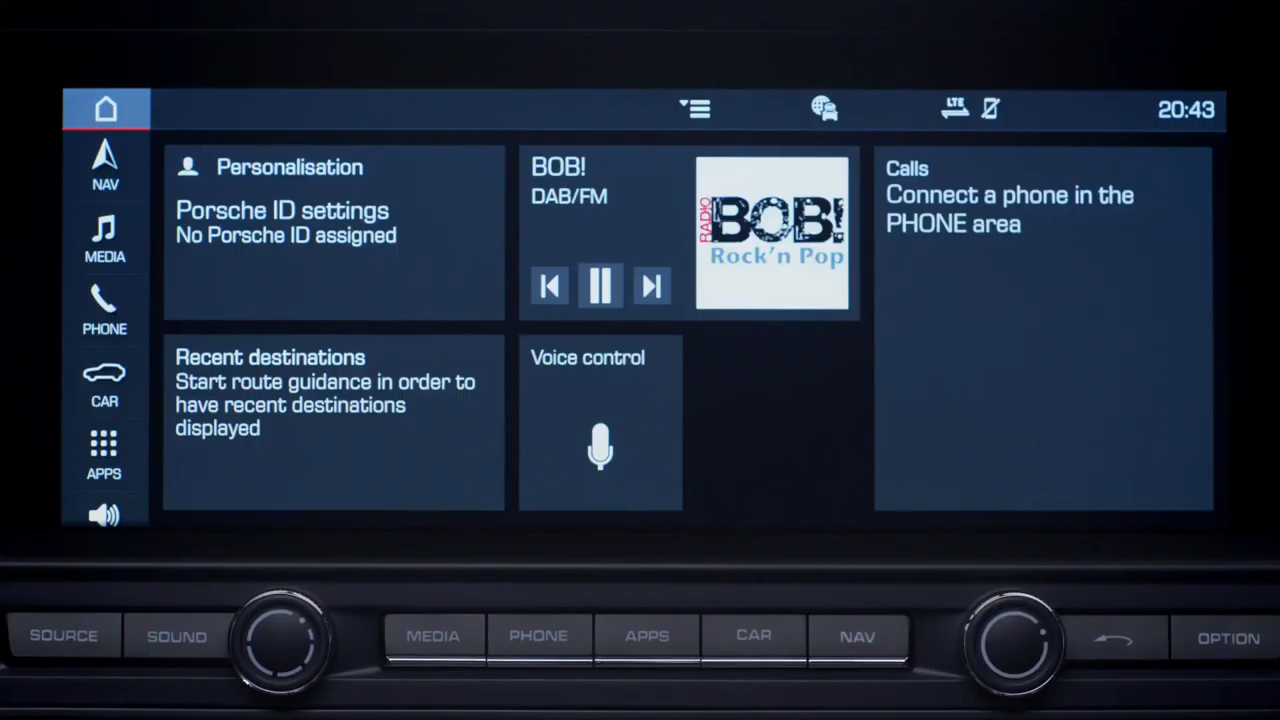 LTE
20:43
NAV
MEDIA
PHONE
CAR
APPS
Personalisation
Porsche ID settings
No Porsche ID assigned
BOB!
DAB/FM
RADIO
BOB!
Rock'n Pop
Calls
Connect a phone in the
PHONE area
Recent destinations
Start route guidance in order to
have recent destinations
displayed
Voice control
SOURCE
SOUND
MEDIA
PHONE
APPS
CAR
NAV
OPTION